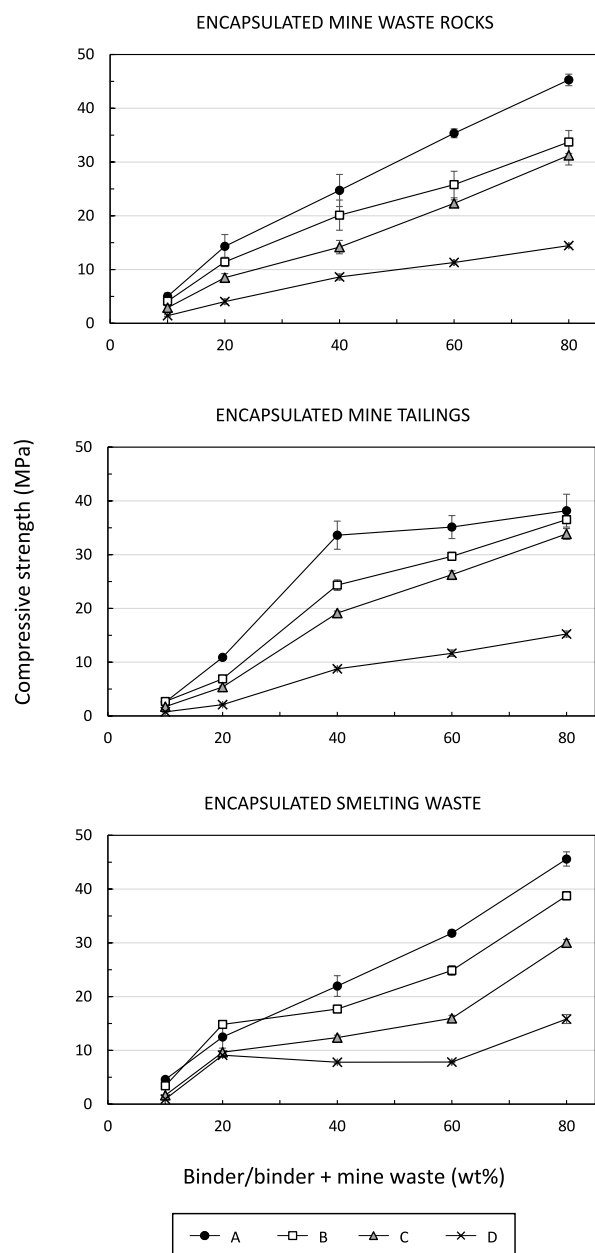 ENCAPSULATED MINE WASTE ROCKS
50
40
30
20
10
0
0 20 40 60 80
ENCAPSULATED MINE TAILINGS
50
40
30
20
10
0
0 20 40 60 80
Compressive strength (MPa)
ENCAPSULATED SMELTING WASTE
50
40
30
20
10
0
0 20 40 60 80
Binder/binder + mine waste (wt%)
A B C D